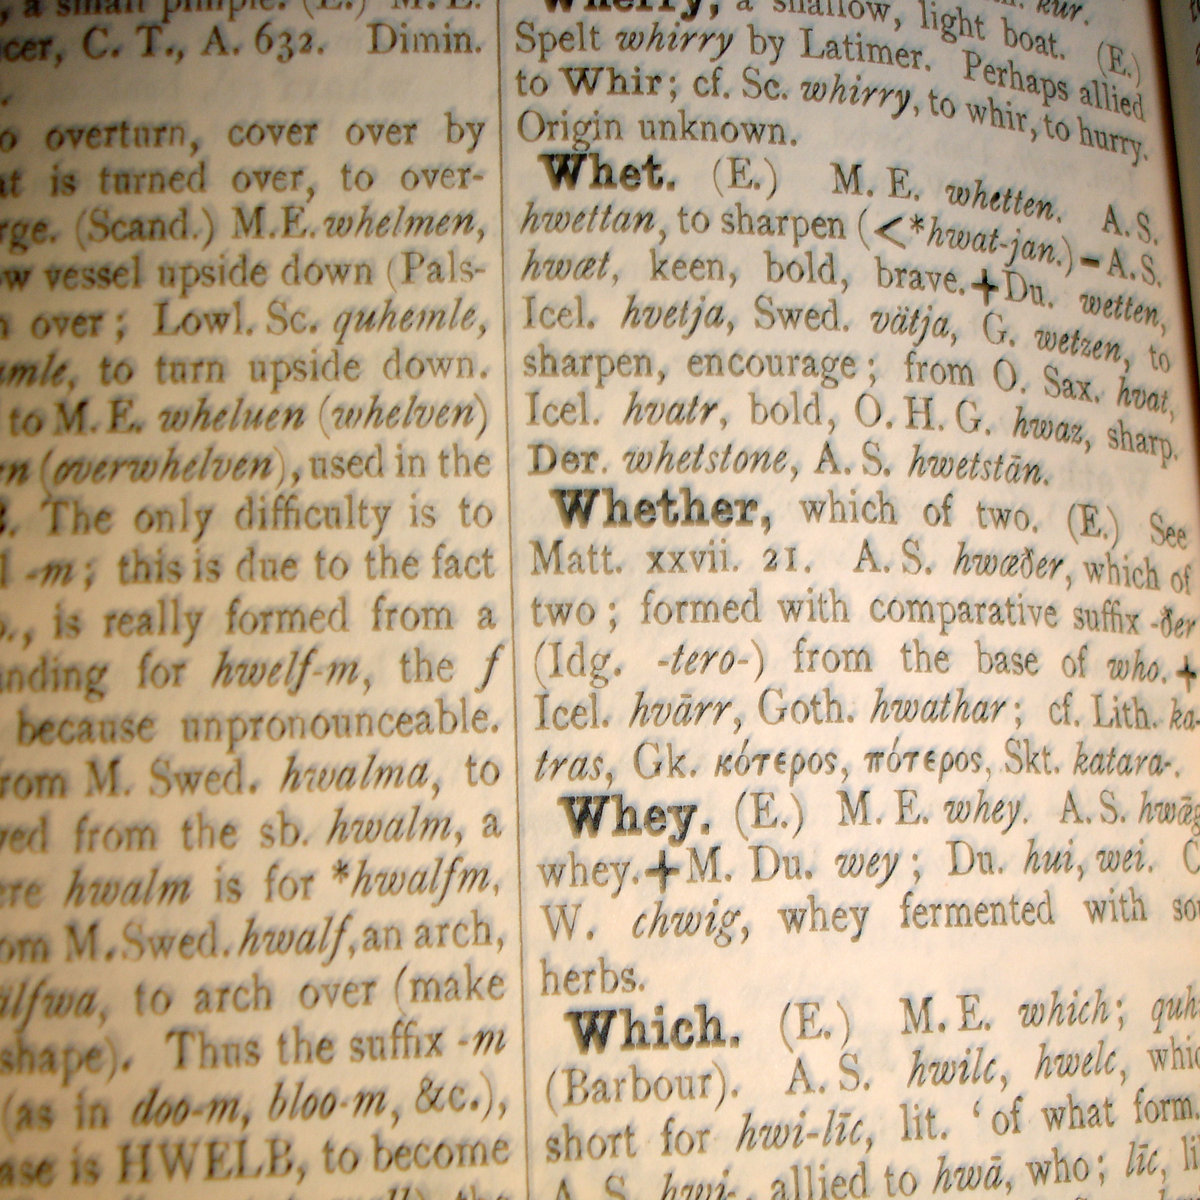 a small pimple. (E.) M. E.
cer, C. T., A. 632. Dimin.
overturn, cover over by
is turned over, to over-
(Scand.) M.E. whelmen,
vessel upside down (Pals-
over; Lowl. Sc. quhemle,
to turn upside down.
to M. E. wheluen (whelven)
(overwhelven), used in the
The only difficulty is to
-m; this is due to the fact
is really formed from a
for hwelf-m, the f
because unpronounceable.
M. Swed. hwalma, to
from the sb. hwalm, a
hwalm is for *hwalfm,
M. Swed. hwalf, an arch,
to arch over (make
shape). Thus the suffix -m
(as in doo-m, bloo-m, &c.),
is HWELB, to become
Wherry, a shallow, light boat. (E.)
Spelt whirry by Latimer. Perhaps allied
to Whir; cf. Sc. whirry, to whir, to hurry.
Origin unknown.
Whet. (E.) M. E. whetten. A. S.
hwettan, to sharpen (<*hwat-jan.)–A. S.
hwæt, keen, bold, brave.+Du. wetten,
Icel. hvetja, Swed. vätja, G. wetzen, to
sharpen, encourage; from O. Sax. hvat,
Icel. hvatr, bold, O. H. G. hwaz, sharp.
Der. whetstone, A. S. hwetstān.
Whether, which of two. (E.) See
Matt. xxvii. 21. A. S. hwæðer, which of
two; formed with comparative suffix -ðer
(Idg. -tero-) from the base of who.+
Icel. hvārr, Goth. hwathar; cf. Lith. ka-
tras, Gk. κότερος, πότερος, Skt. katara-.
Whey. (E.) M. E. whey. A. S. hwǣg
whey.+M. Du. wey; Du. hui, wei. C
W. chwig, whey fermented with
herbs.
Which. (E.) M. E. which; quh
(Barbour). A. S. hwilc, hwelc,
short for hwi-līc, lit. ‘of what form.
A. S. hwi-, allied to hwā, who; līc,